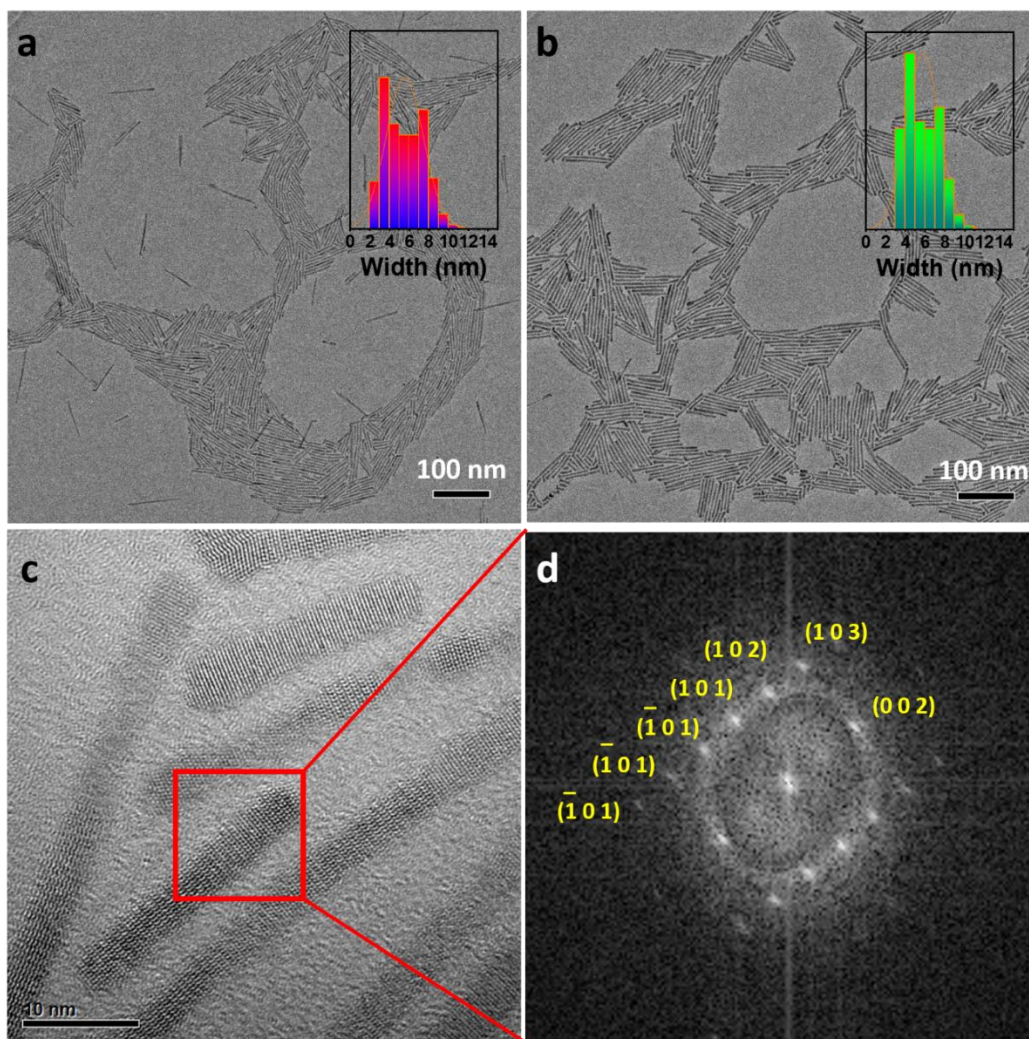 a
0 2 4 6 8 10 12 14
Width (nm)
100 nm
b
0 2 4 6 8 10 12 14
Width (nm)
100 nm
c
10 nm
d
(1 0 3)
(1 0 2)
(1 0 1)
(0 0 2)
(1̅ 0 1)
(1̅ 0 1)
(1̅ 0 1)